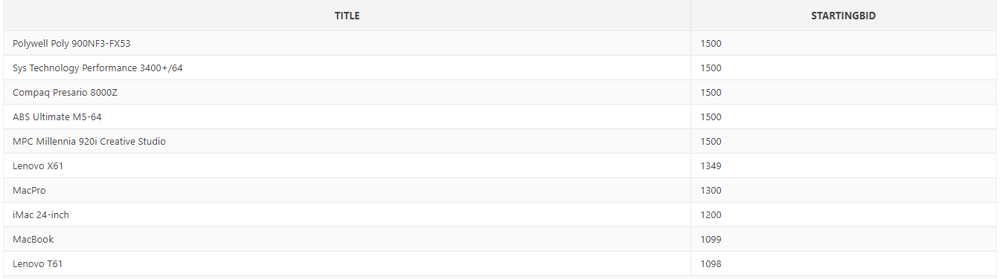 TITLE STARTINGBID
Polywell Poly 900NF3-FX53 1500
Sys Technology Performance 3400+/64 1500
Compaq Presario 8000Z 1500
ABS Ultimate M5-64 1500
MPC Millennia 920i Creative Studio 1500
Lenovo X61 1349
MacPro 1300
iMac 24-inch 1200
MacBook 1099
Lenovo T61 1098